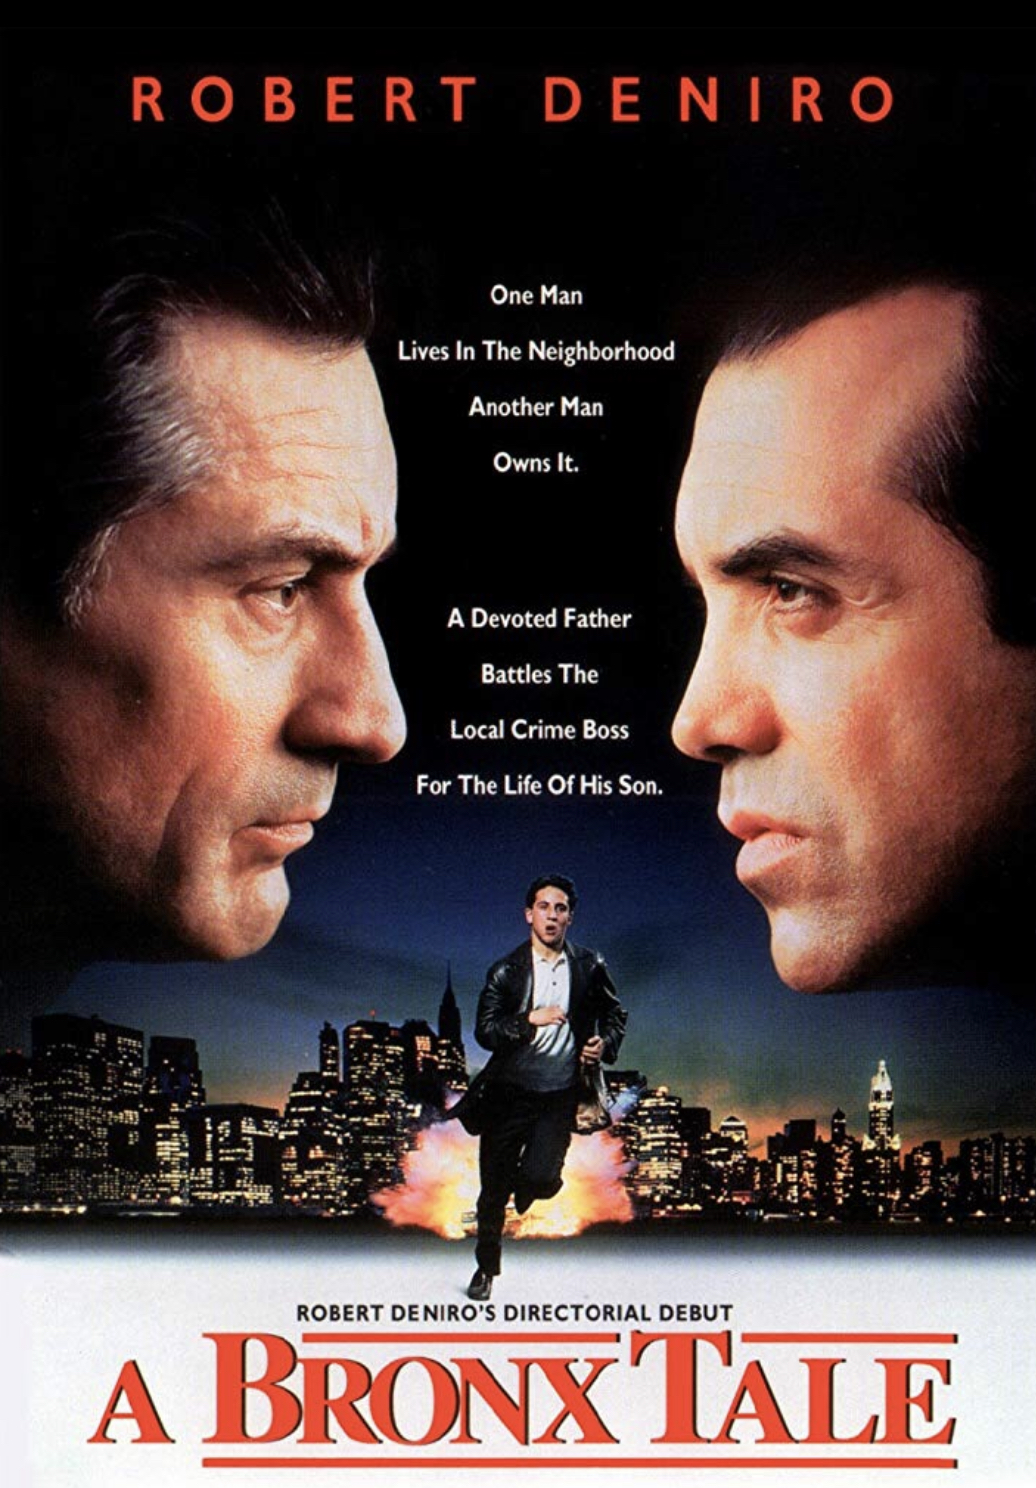 ROBERT DENIRO
One Man
Lives In The Neighborhood
Another Man
Owns It.
A Devoted Father
Battles The
Local Crime Boss
For The Life Of His Son.
ROBERT DENIRO'S DIRECTORIAL DEBUT
A BRONX TALE